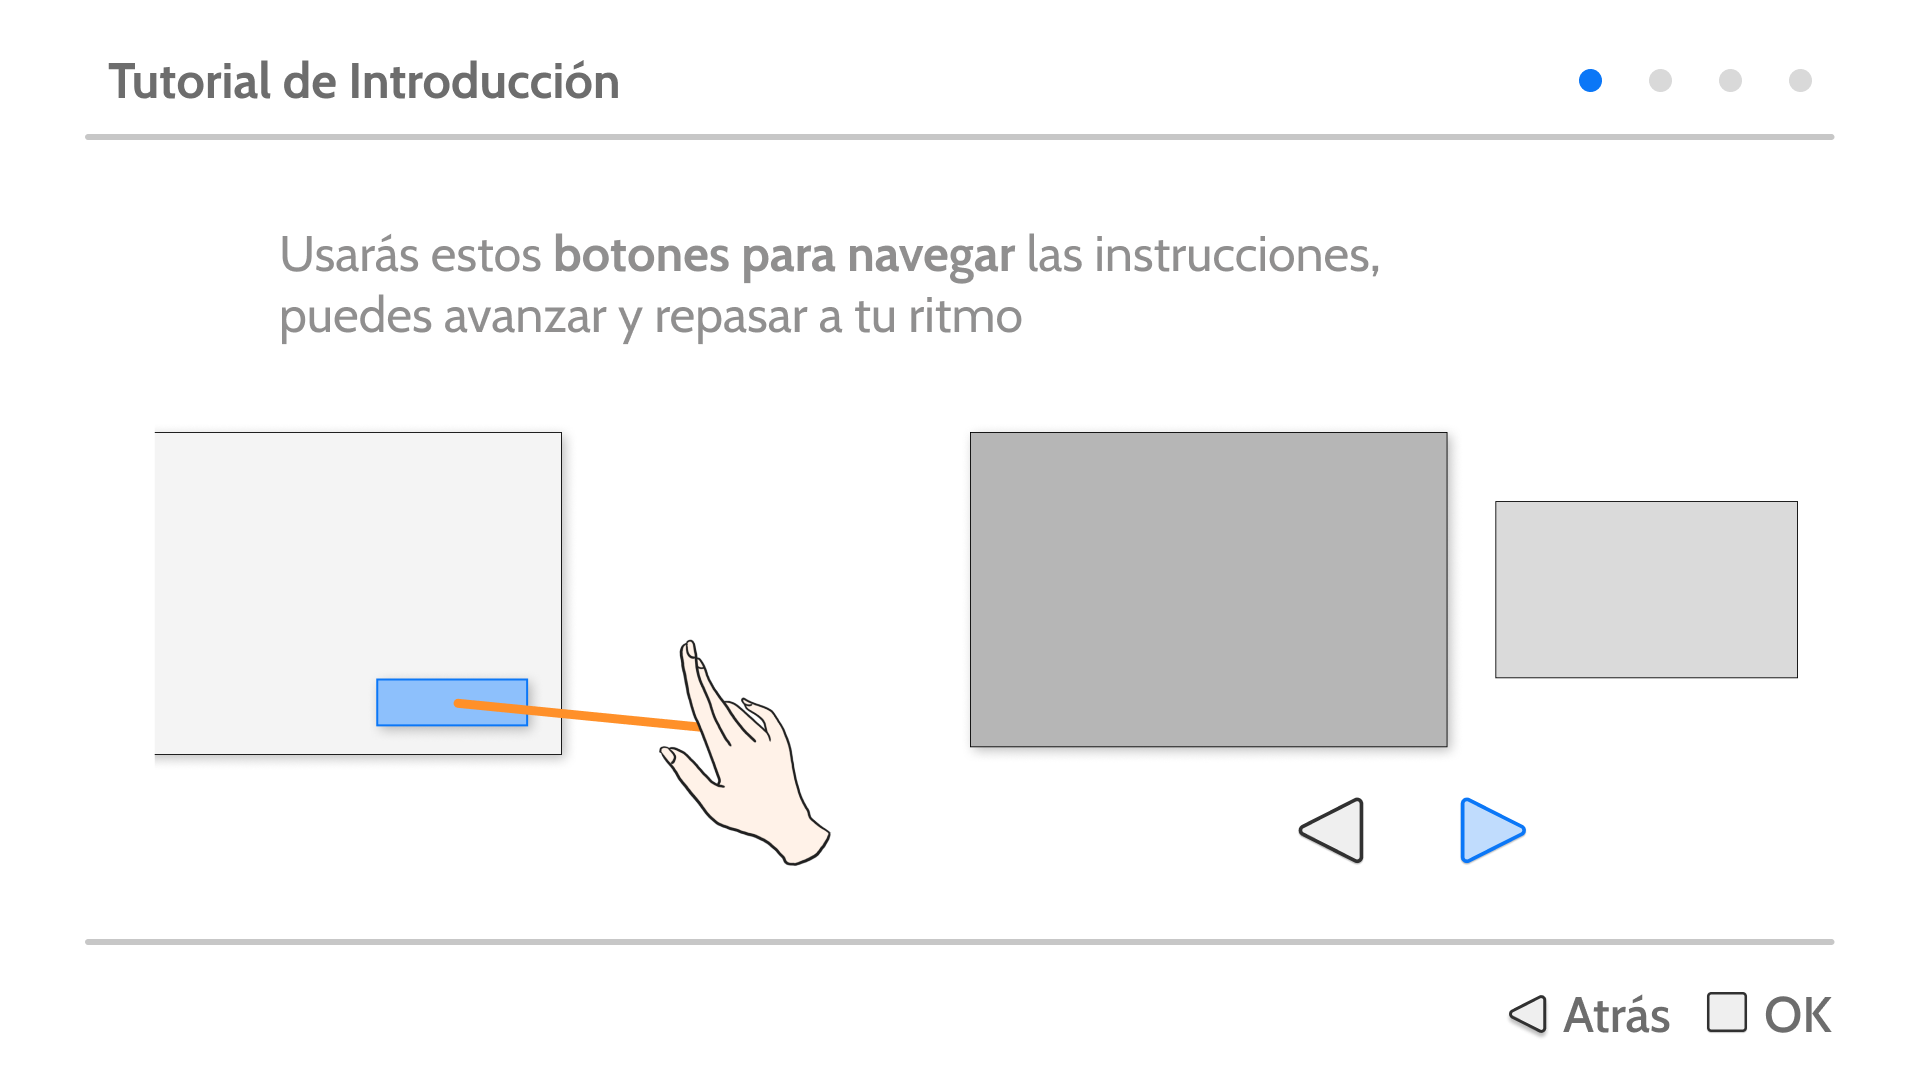 Tutorial de Introducción
Usarás estos botones para navegar las instrucciones,
puedes avanzar y repasar a tu ritmo
Atrás
OK